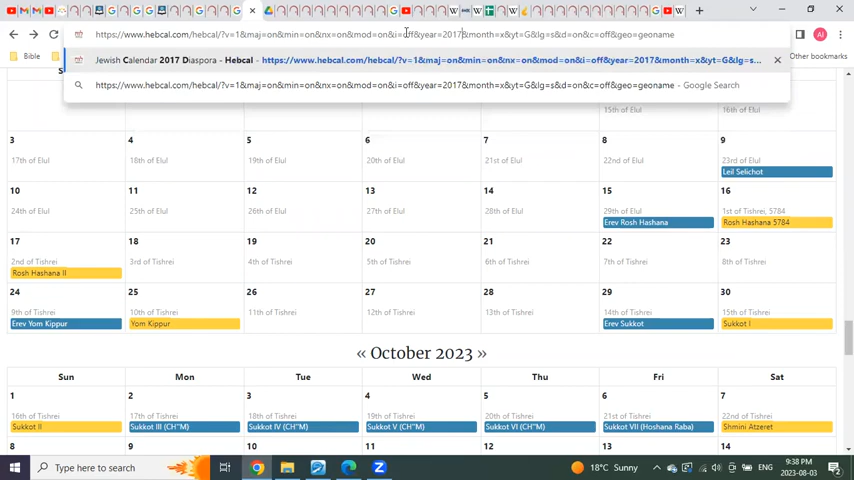 https://www.hebcal.com/hebcal/?v=1&maj=on&min=on&nx=on&mod=on&i=off&year=2017&month=x&yt=G&lg=s&d=on&c=off&geo=geoname
Jewish Calendar 2017 Diaspora - Hebcal - https://www.hebcal.com/hebcal/?v=1&maj=on&min=on&nx=on&mod=on&i=off&year=2017&month=x&yt=G&lg=s...
https://www.hebcal.com/hebcal/?v=1&maj=on&min=on&nx=on&mod=on&i=off&year=2017&month=x&yt=G&lg=s&d=on&c=off&geo=geoname - Google Search
Bible
Other bookmarks
15th of Elul 16th of Elul
3 4 5 6 7 8 9
17th of Elul 18th of Elul 19th of Elul 20th of Elul 21st of Elul 22nd of Elul 23rd of Elul
Leil Selichot
10 11 12 13 14 15 16
24th of Elul 25th of Elul 26th of Elul 27th of Elul 28th of Elul 29th of Elul 1st of Tishrei, 5784
Erev Rosh Hashana Rosh Hashana 5784
17 18 19 20 21 22 23
2nd of Tishrei 3rd of Tishrei 4th of Tishrei 5th of Tishrei 6th of Tishrei 7th of Tishrei 8th of Tishrei
Rosh Hashana II
24 25 26 27 28 29 30
9th of Tishrei 10th of Tishrei 11th of Tishrei 12th of Tishrei 13th of Tishrei 14th of Tishrei 15th of Tishrei
Erev Yom Kippur Yom Kippur Erev Sukkot Sukkot I
« October 2023 »
Sun Mon Tue Wed Thu Fri Sat
1 2 3 4 5 6 7
16th of Tishrei 17th of Tishrei 18th of Tishrei 19th of Tishrei 20th of Tishrei 21st of Tishrei 22nd of Tishrei
Sukkot II Sukkot III (CH''M) Sukkot IV (CH''M) Sukkot V (CH''M) Sukkot VI (CH''M) Sukkot VII (Hoshana Raba) Shmini Atzeret
8 9 10 11 12 13 14
Type here to search
18°C Sunny
ENG
9:38 PM
2023-08-03
2